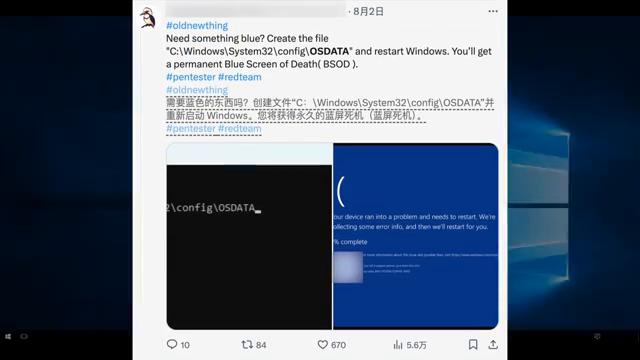 · 8月2日
#oldnewthing
Need something blue? Create the file
"C:\Windows\System32\config\OSDATA" and restart Windows. You'll get
a permanent Blue Screen of Death( BSOD ).
#pentester #redteam
#oldnewthing
需要蓝色的东西吗？创建文件“C：\Windows\System32\config\OSDATA”并
重新启动 Windows。您将获得永久的蓝屏死机（蓝屏死机）。
#pentester #redteam
2\config\OSDATA_
(
our device ran into a problem and needs to restart. We're
ollecting some error info, and then we'll restart for you.
% complete
10 84 670 5.6万